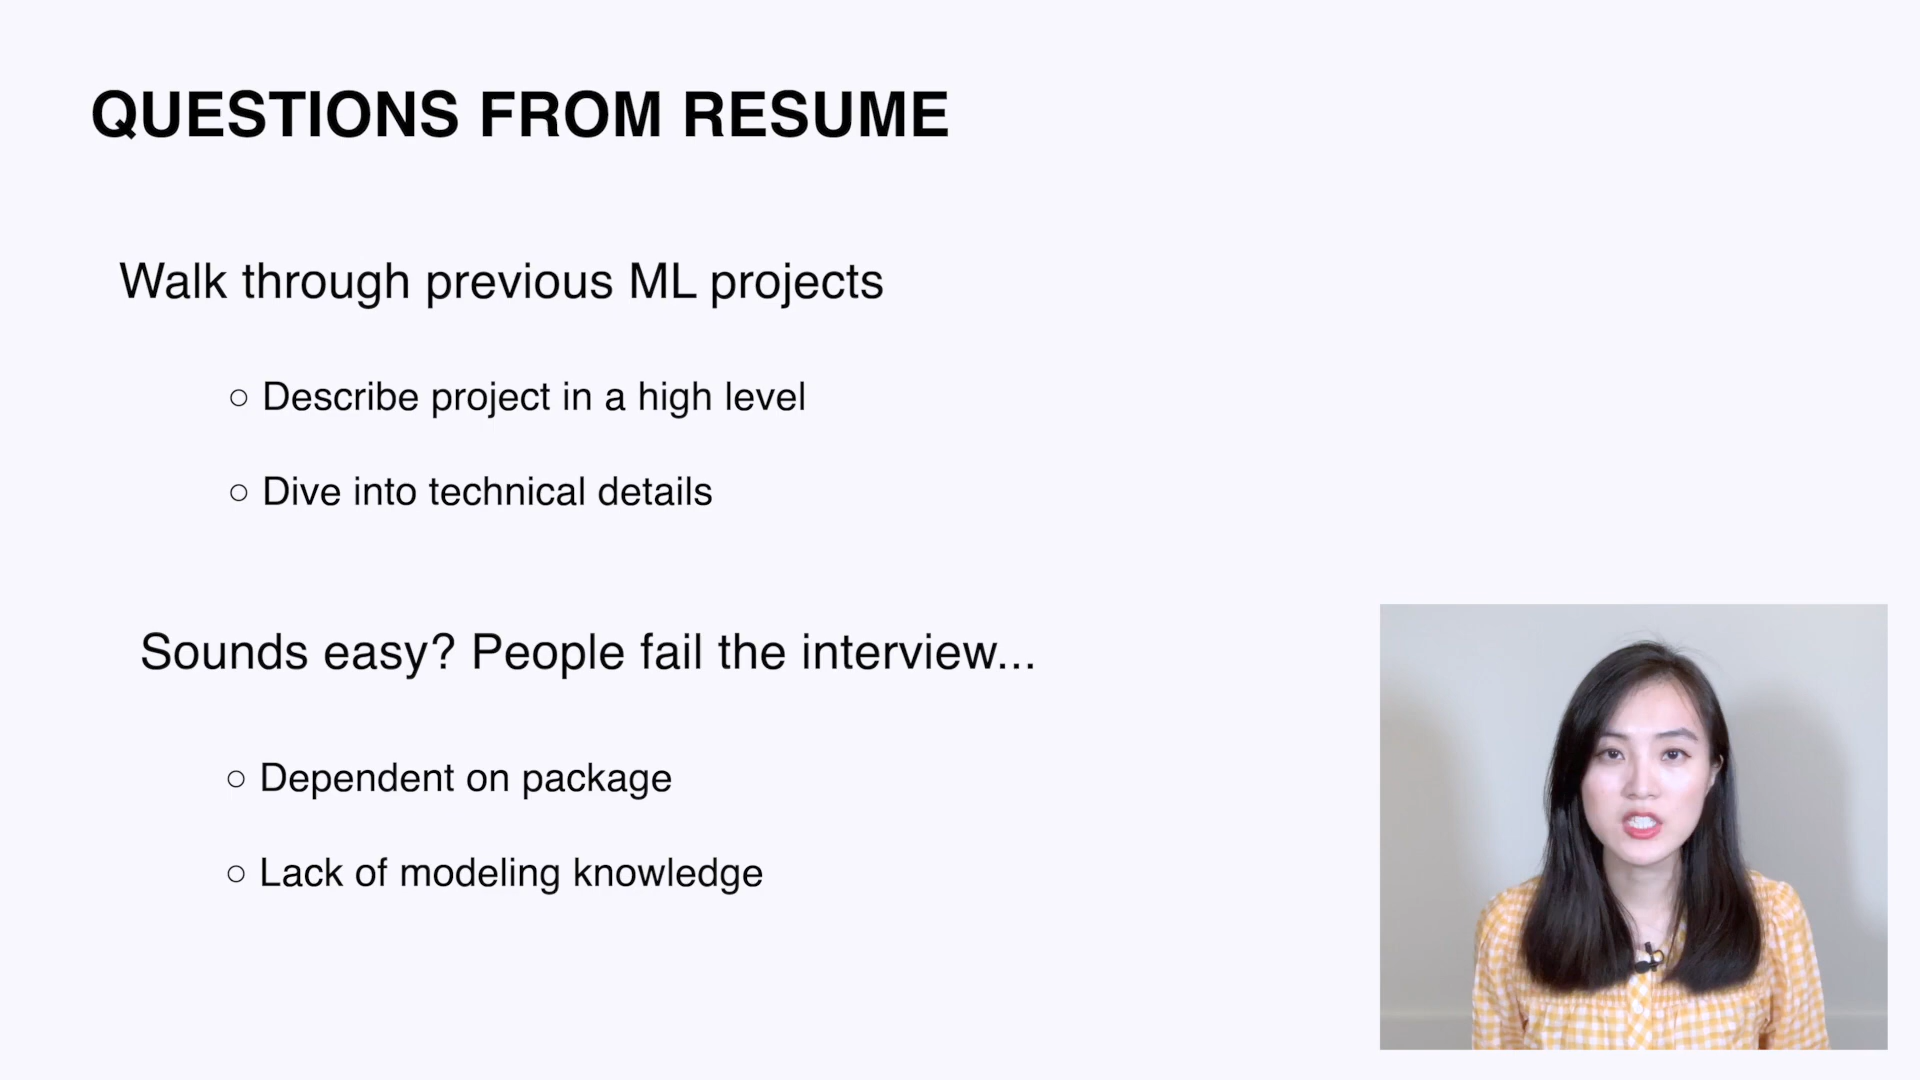 QUESTIONS FROM RESUME
Walk through previous ML projects
○ Describe project in a high level
○ Dive into technical details
Sounds easy? People fail the interview...
○ Dependent on package
○ Lack of modeling knowledge